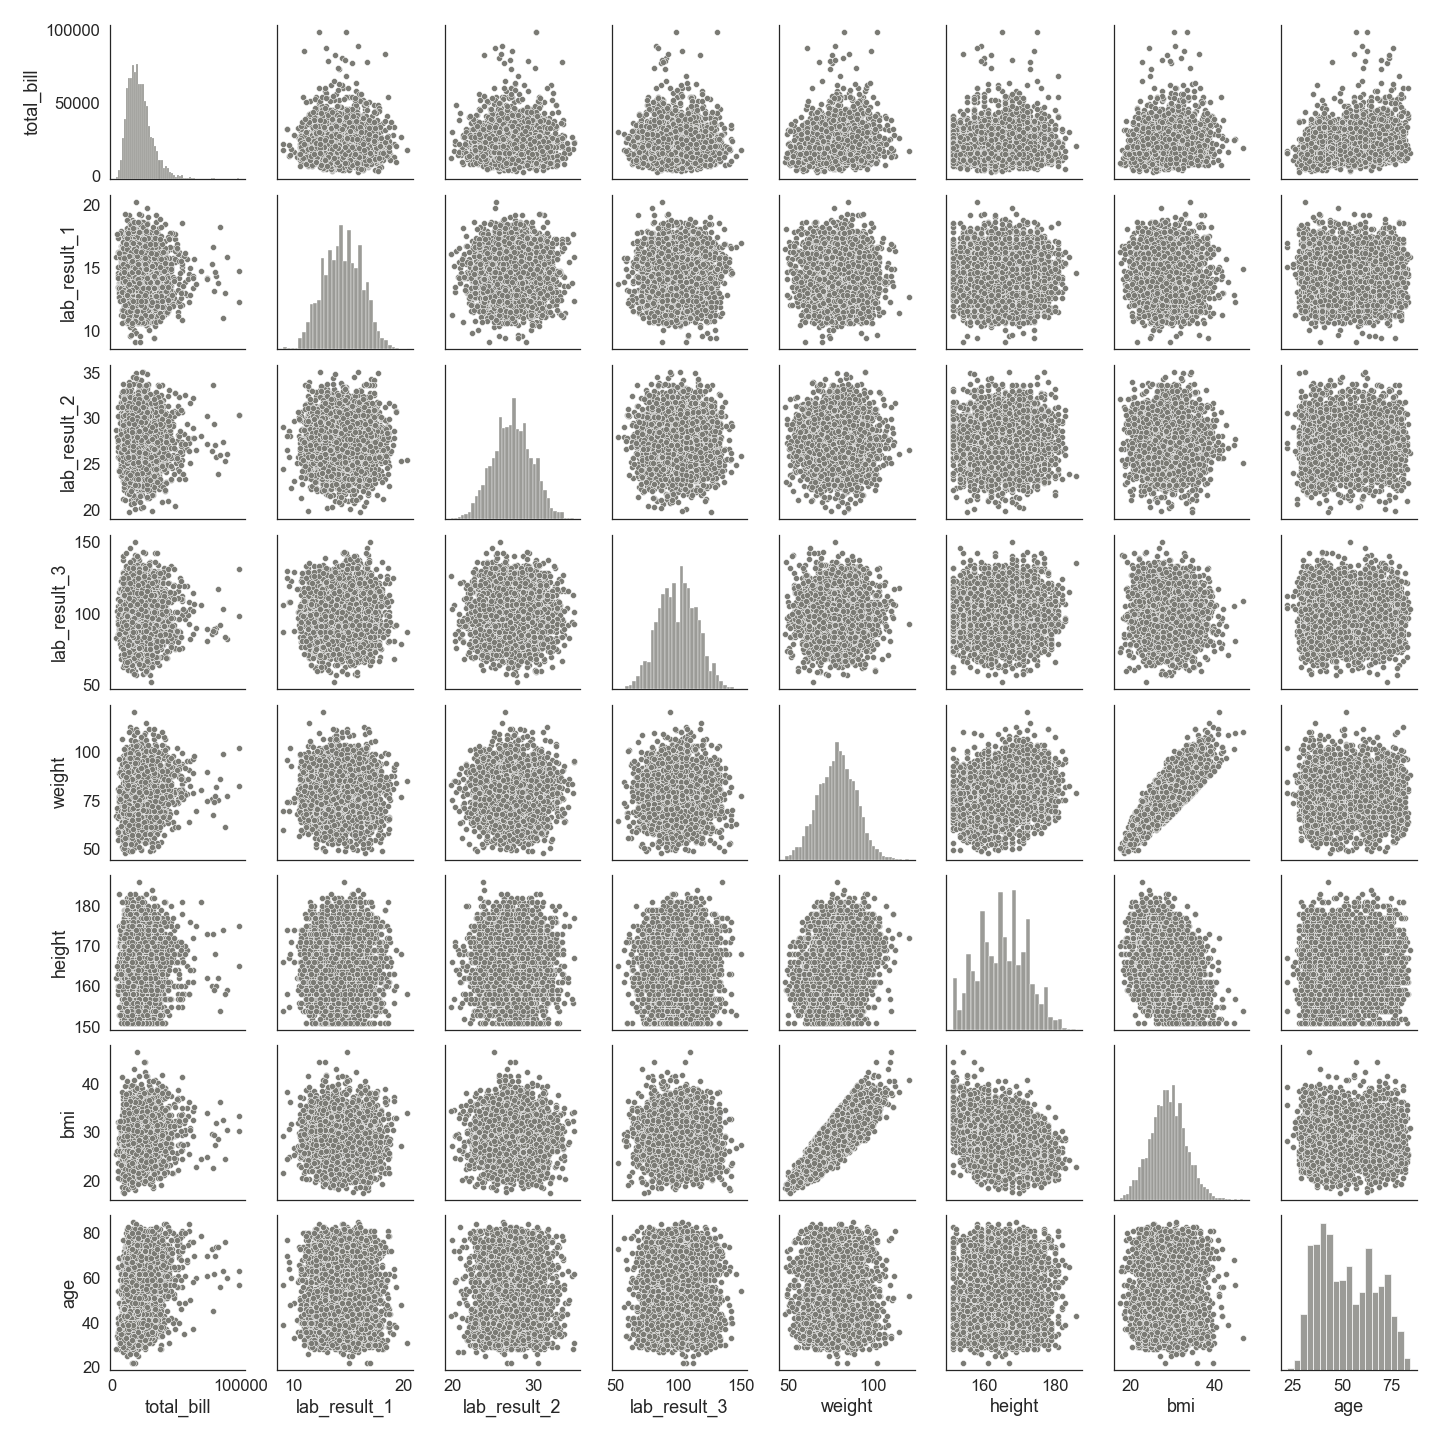 total_bill
100000
50000
0
lab_result_1
20
15
10
lab_result_2
35
30
25
20
lab_result_3
150
100
50
weight
100
75
50
height
180
170
160
150
bmi
40
30
20
age
80
60
40
20
0 100000 10 20 20 30 50 100 150 50 100 160 180 20 40 25 50 75
total_bill lab_result_1 lab_result_2 lab_result_3 weight height bmi age